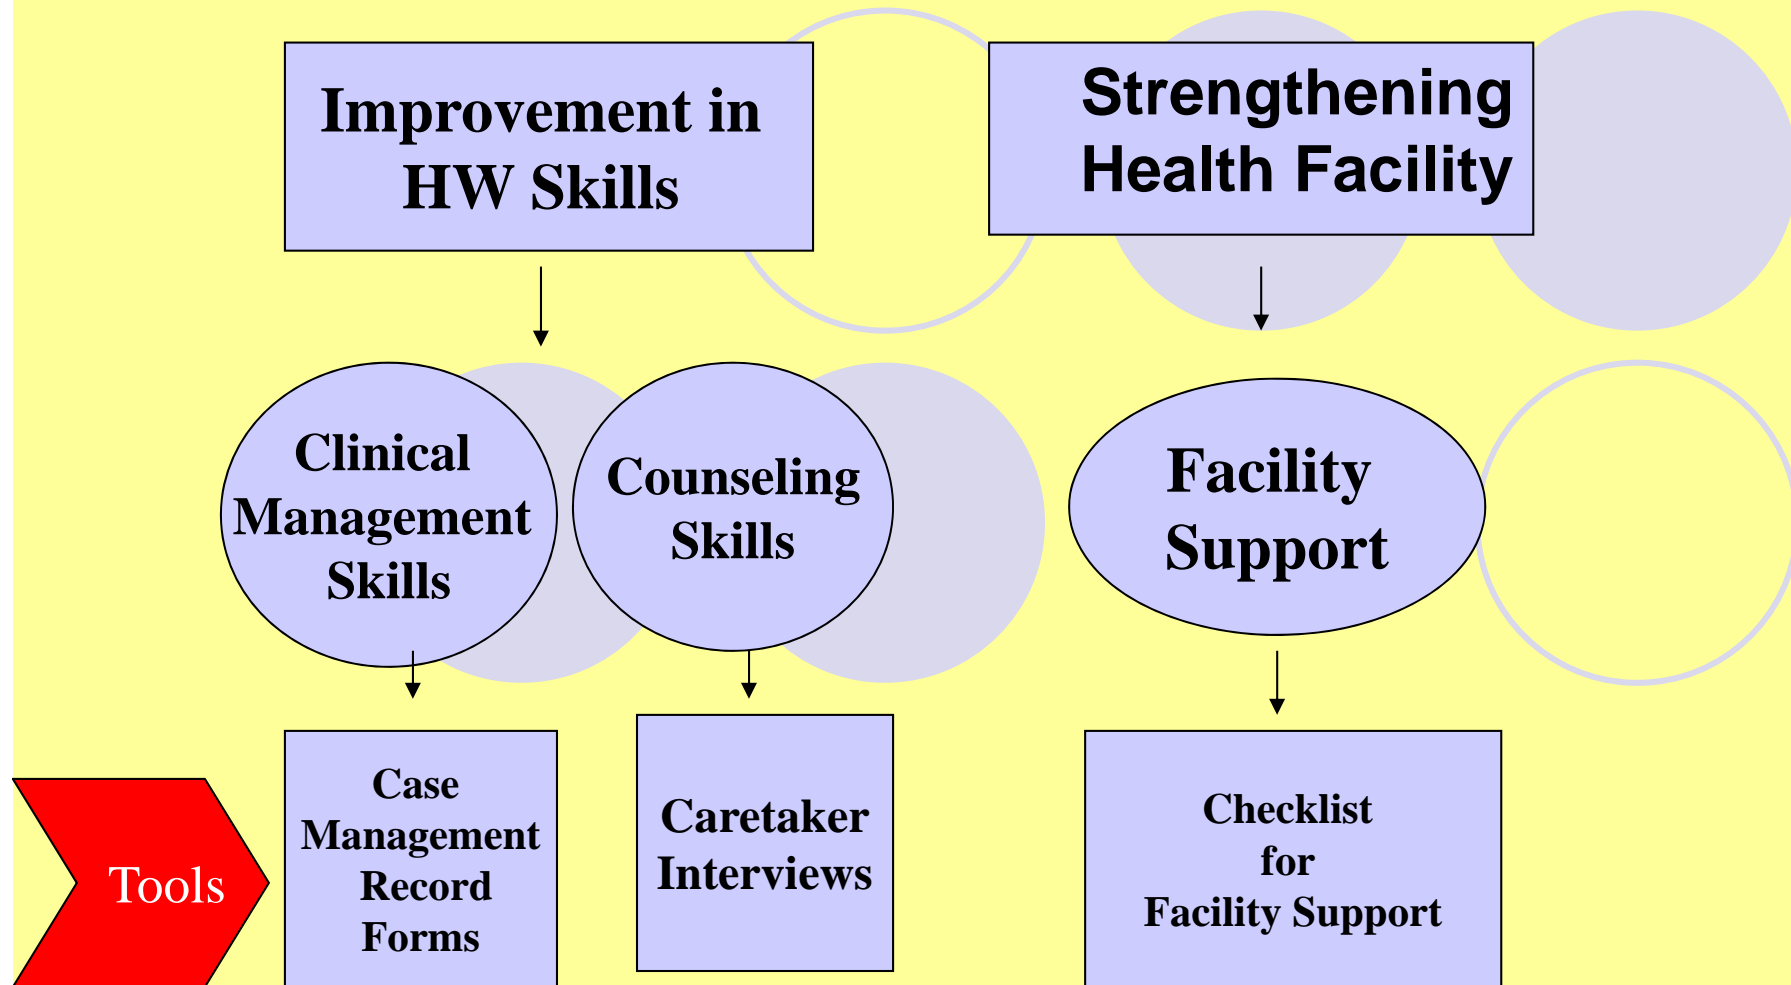 Improvement in
HW Skills
Strengthening
Health Facility
Clinical
Management
Skills
Counseling
Skills
Facility
Support
Tools
Case
Management
Record
Forms
Caretaker
Interviews
Checklist
for
Facility Support